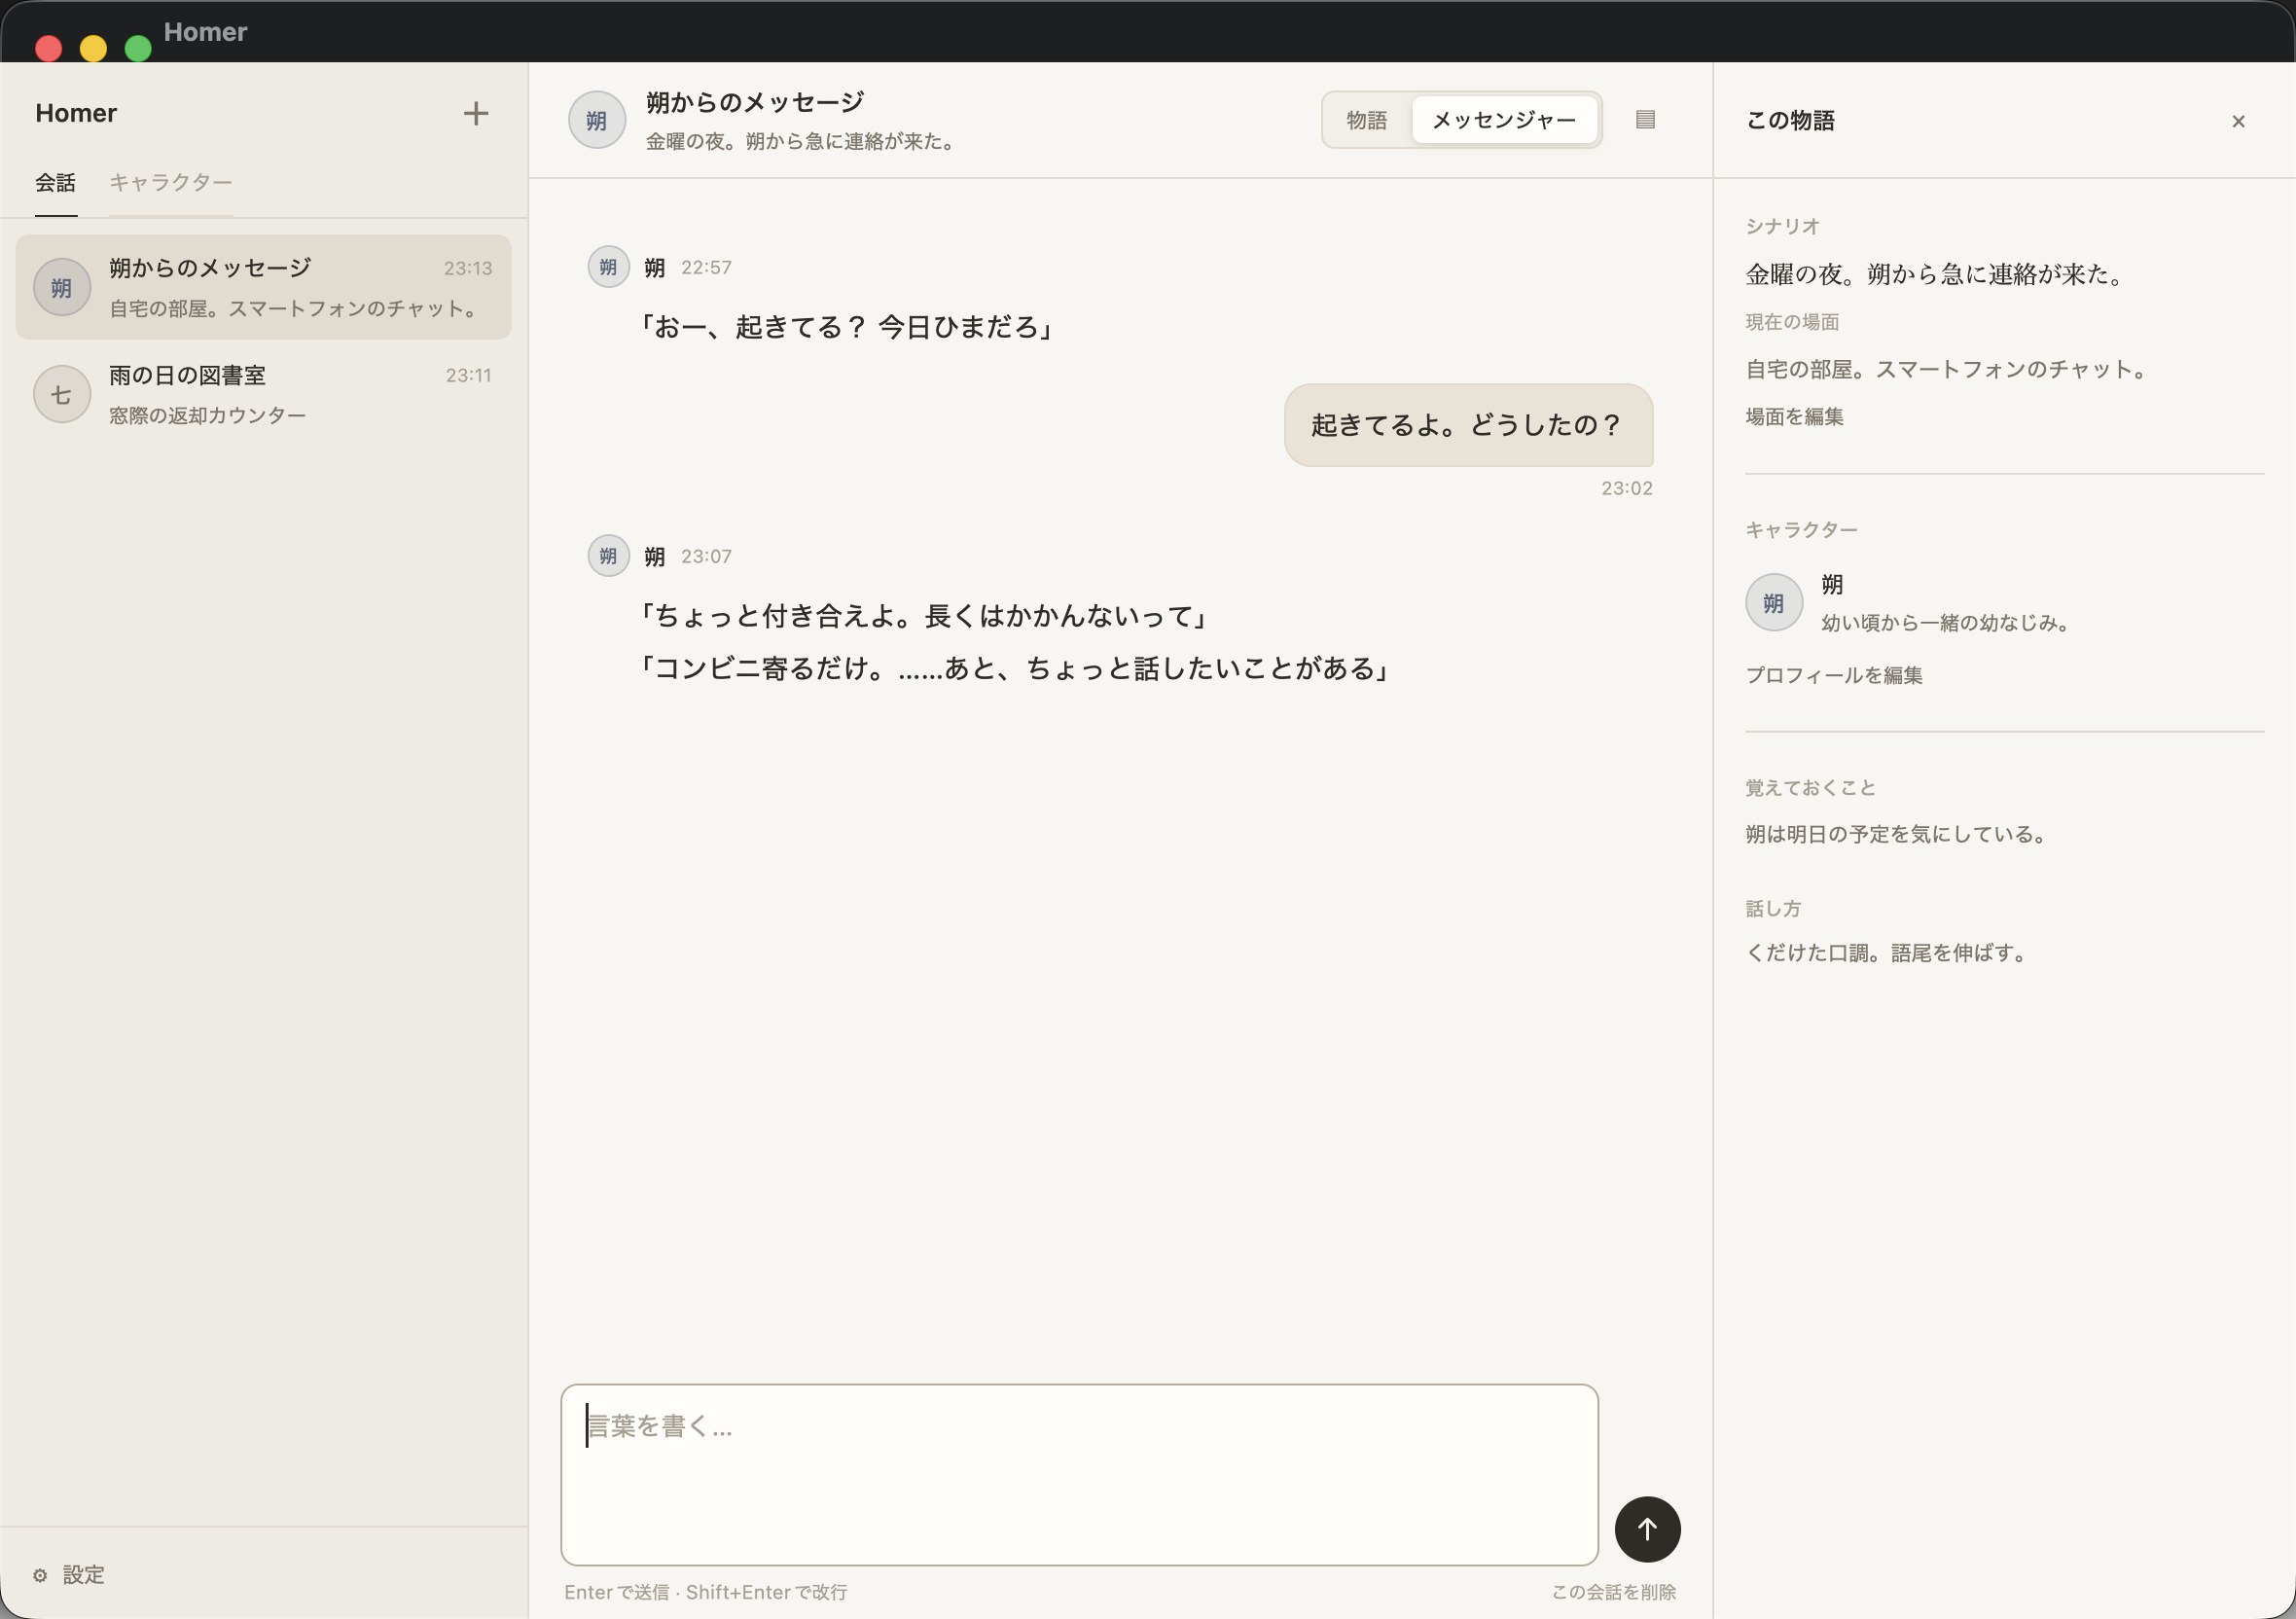 Homer
Homer
+
会話 キャラクター
朔
朔からのメッセージ 23:13
自宅の部屋。スマートフォンのチャット。
七
雨の日の図書室 23:11
窓際の返却カウンター
設定
朔
朔からのメッセージ
金曜の夜。朔から急に連絡が来た。
物語 メッセンジャー
朔 朔 22:57
「おー、起きてる？ 今日ひまだろ」
起きてるよ。どうしたの？
23:02
朔 朔 23:07
「ちょっと付き合えよ。長くはかかんないって」
「コンビニ寄るだけ。……あと、ちょっと話したいことがある」
言葉を書く…
Enterで送信 · Shift+Enterで改行
この会話を削除
この物語 ×
シナリオ
金曜の夜。朔から急に連絡が来た。
現在の場面
自宅の部屋。スマートフォンのチャット。
場面を編集
キャラクター
朔
朔
幼い頃から一緒の幼なじみ。
プロフィールを編集
覚えておくこと
朔は明日の予定を気にしている。
話し方
くだけた口調。語尾を伸ばす。